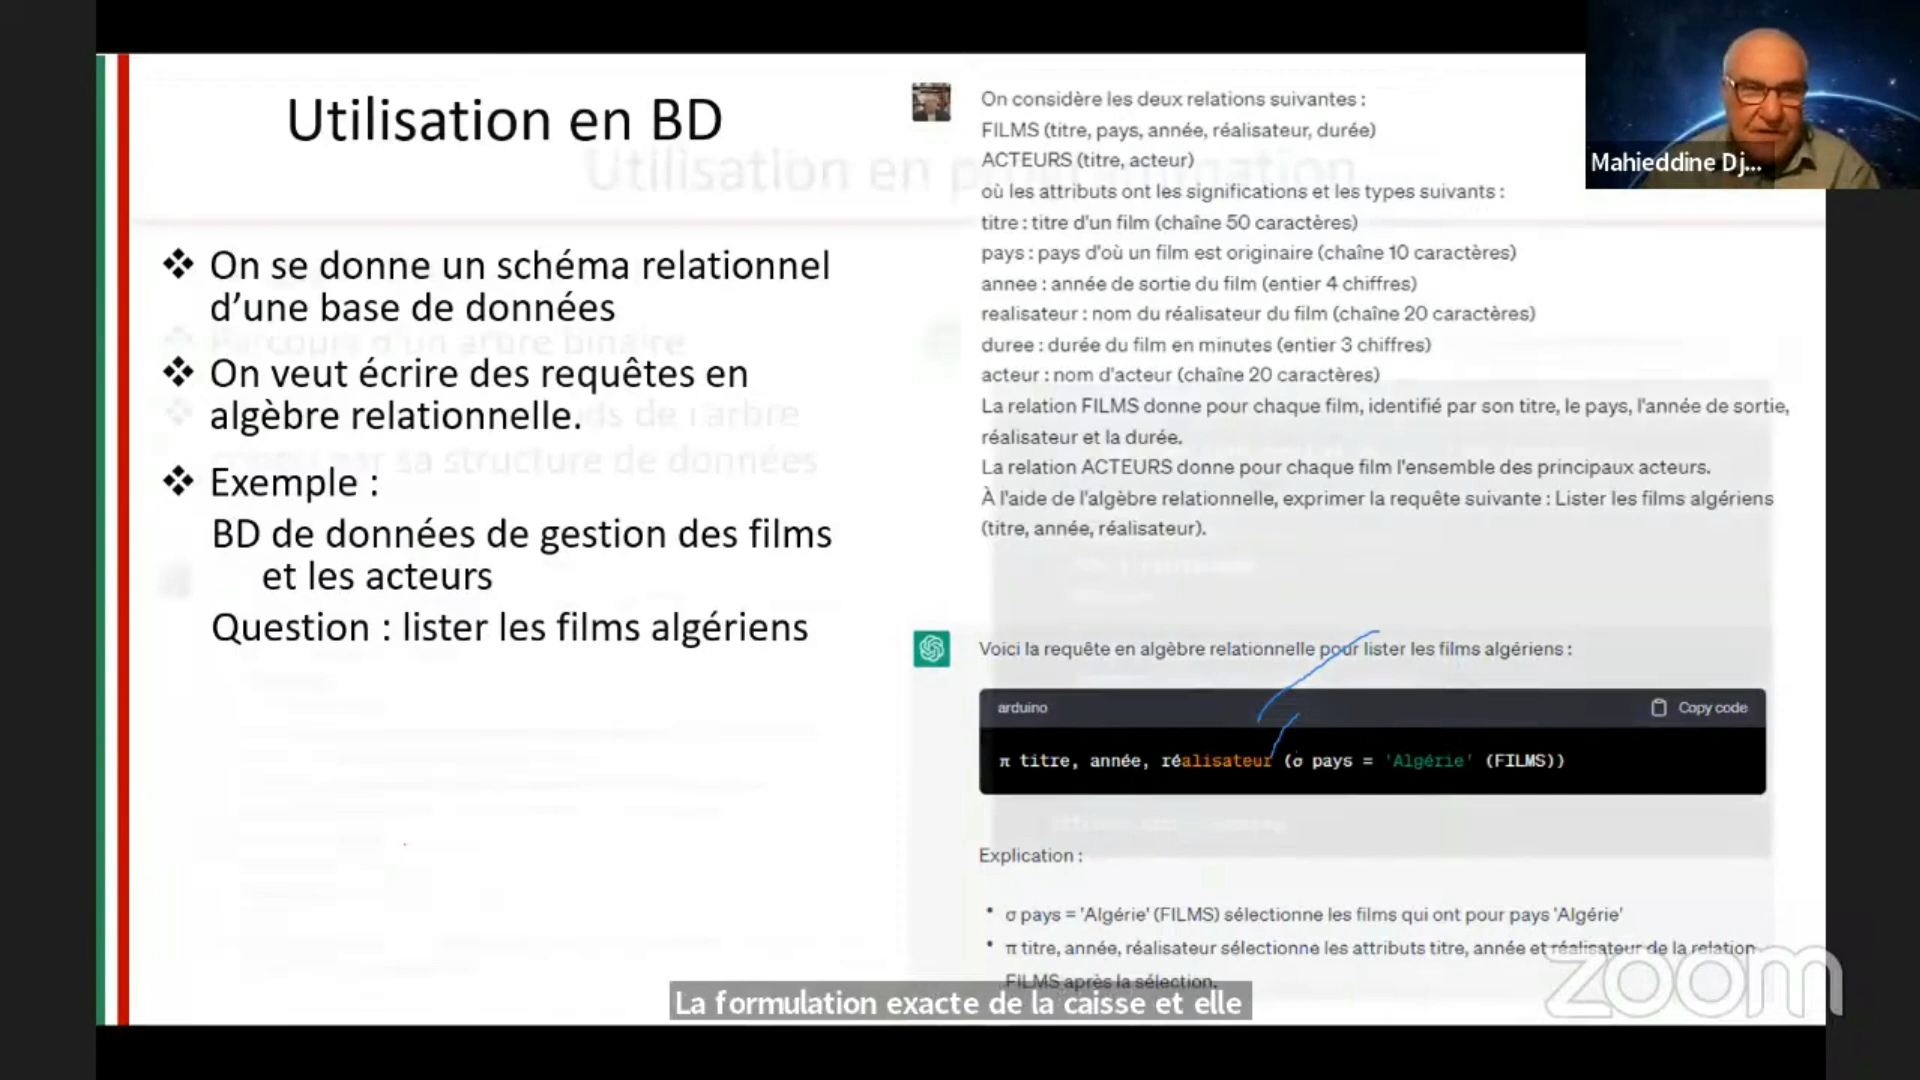 Utilisation en BD
Utilisation en programmation
❖ On se donne un schéma relationnel
d'une base de données
❖ On veut écrire des requêtes en
algèbre relationnelle.
❖ Exemple :
BD de données de gestion des films
et les acteurs
Question : lister les films algériens
On considère les deux relations suivantes :
FILMS (titre, pays, année, réalisateur, durée)
ACTEURS (titre, acteur)
où les attributs ont les significations et les types suivants :
titre : titre d'un film (chaîne 50 caractères)
pays : pays d'où un film est originaire (chaîne 10 caractères)
annee : année de sortie du film (entier 4 chiffres)
realisateur : nom du réalisateur du film (chaîne 20 caractères)
duree : durée du film en minutes (entier 3 chiffres)
acteur : nom d'acteur (chaîne 20 caractères)
La relation FILMS donne pour chaque film, identifié par son titre, le pays, l'année de sortie,
réalisateur et la durée.
La relation ACTEURS donne pour chaque film l'ensemble des principaux acteurs.
À l'aide de l'algèbre relationnelle, exprimer la requête suivante : Lister les films algériens
(titre, année, réalisateur).
Voici la requête en algèbre relationnelle pour lister les films algériens :
arduino
Copy code
π titre, année, réalisateur (σ pays = 'Algérie' (FILMS))
Explication :
• σ pays = 'Algérie' (FILMS) sélectionne les films qui ont pour pays 'Algérie'
• π titre, année, réalisateur sélectionne les attributs titre, année et réalisateur de la relation
FILMS après la sélection.
Mahieddine Dj...
La formulation exacte de la caisse et elle
zoom